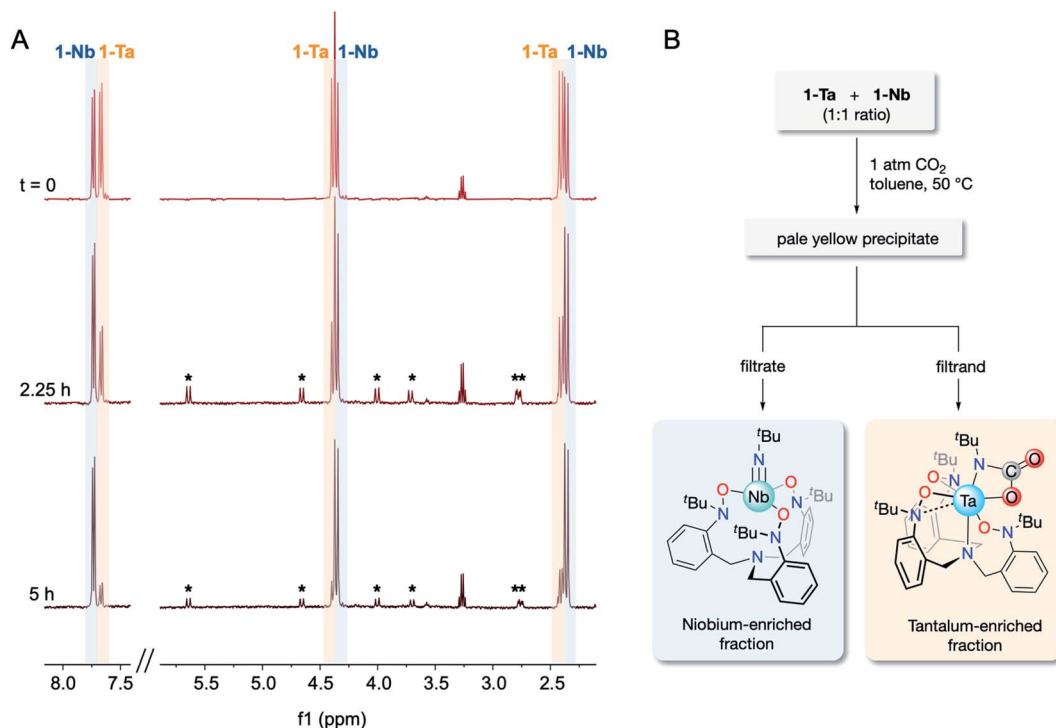 A
1-Nb 1-Ta 1-Ta 1-Nb 1-Ta 1-Nb
t = 0
2.25 h
* * * * **
5 h
* * * * **
8.0 7.5 // 5.5 5.0 4.5 4.0 3.5 3.0 2.5
f1 (ppm)
B
1-Ta + 1-Nb
(1:1 ratio)
1 atm CO₂
toluene, 50 °C
pale yellow precipitate
filtrate
filtrand
ᵗBu
N
O Nb O
ᵗBu N O N ᵗBu
ᵗBu N
N
Niobium-enriched
fraction
ᵗBu
ᵗBu N C O
O N O
O Ta
ᵗBu N O N ᵗBu
N
Tantalum-enriched
fraction